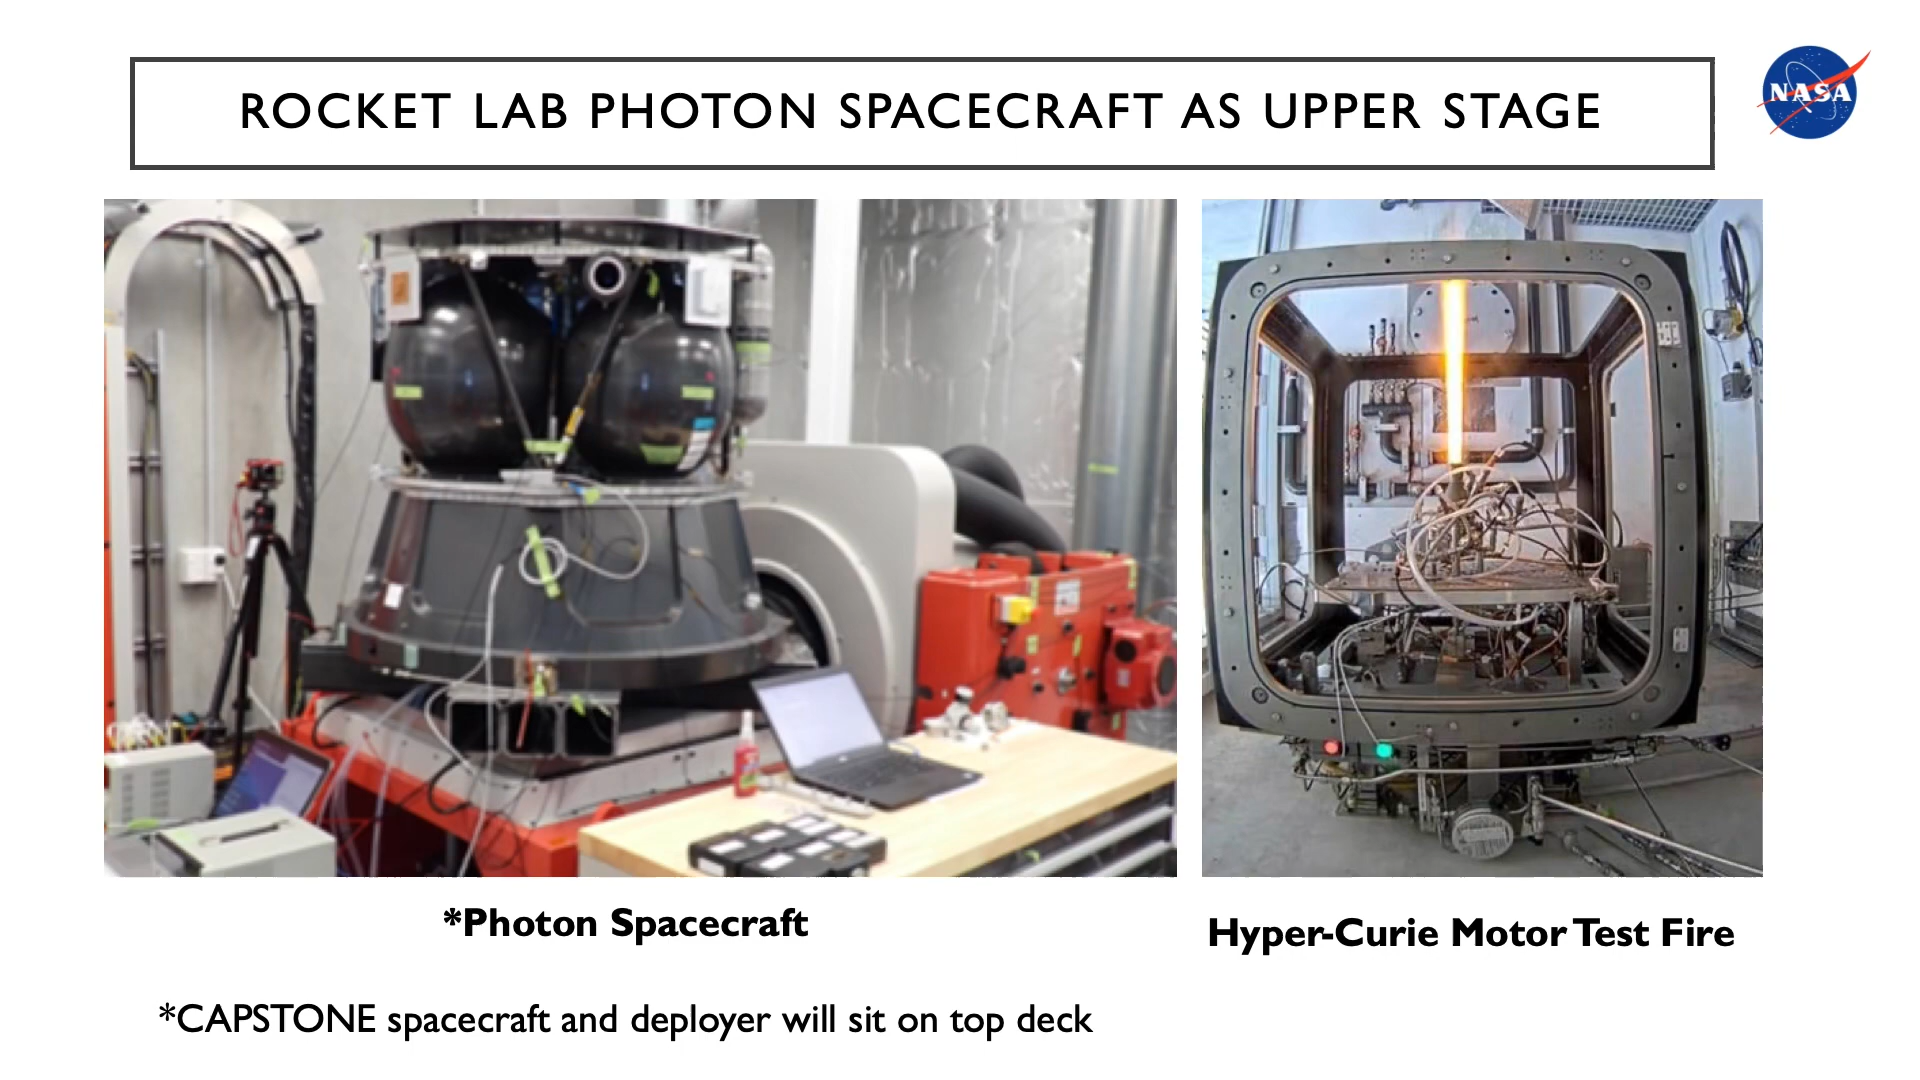 ROCKET LAB PHOTON SPACECRAFT AS UPPER STAGE
NASA
*Photon Spacecraft
Hyper-Curie Motor Test Fire
*CAPSTONE spacecraft and deployer will sit on top deck